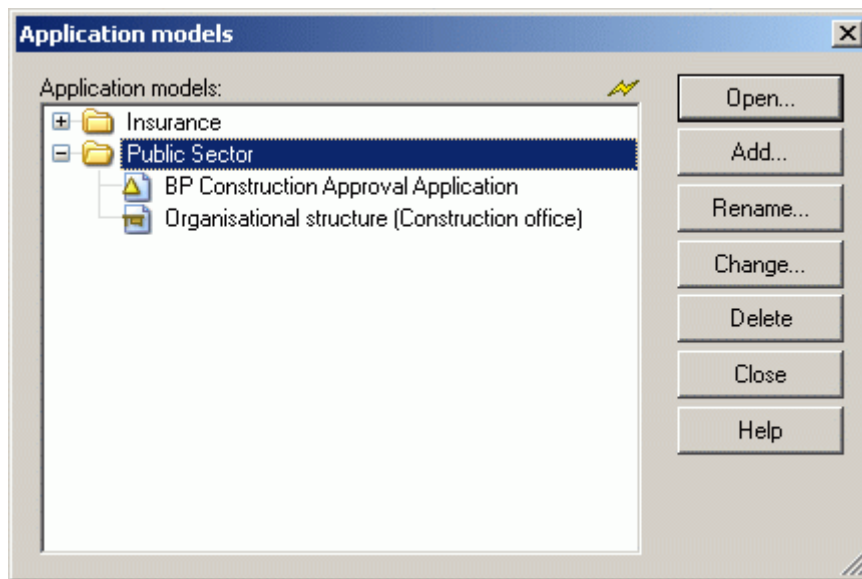 Application models
Application models:
Insurance
Public Sector
BP Construction Approval Application
Organisational structure (Construction office)
Open...
Add...
Rename...
Change...
Delete
Close
Help